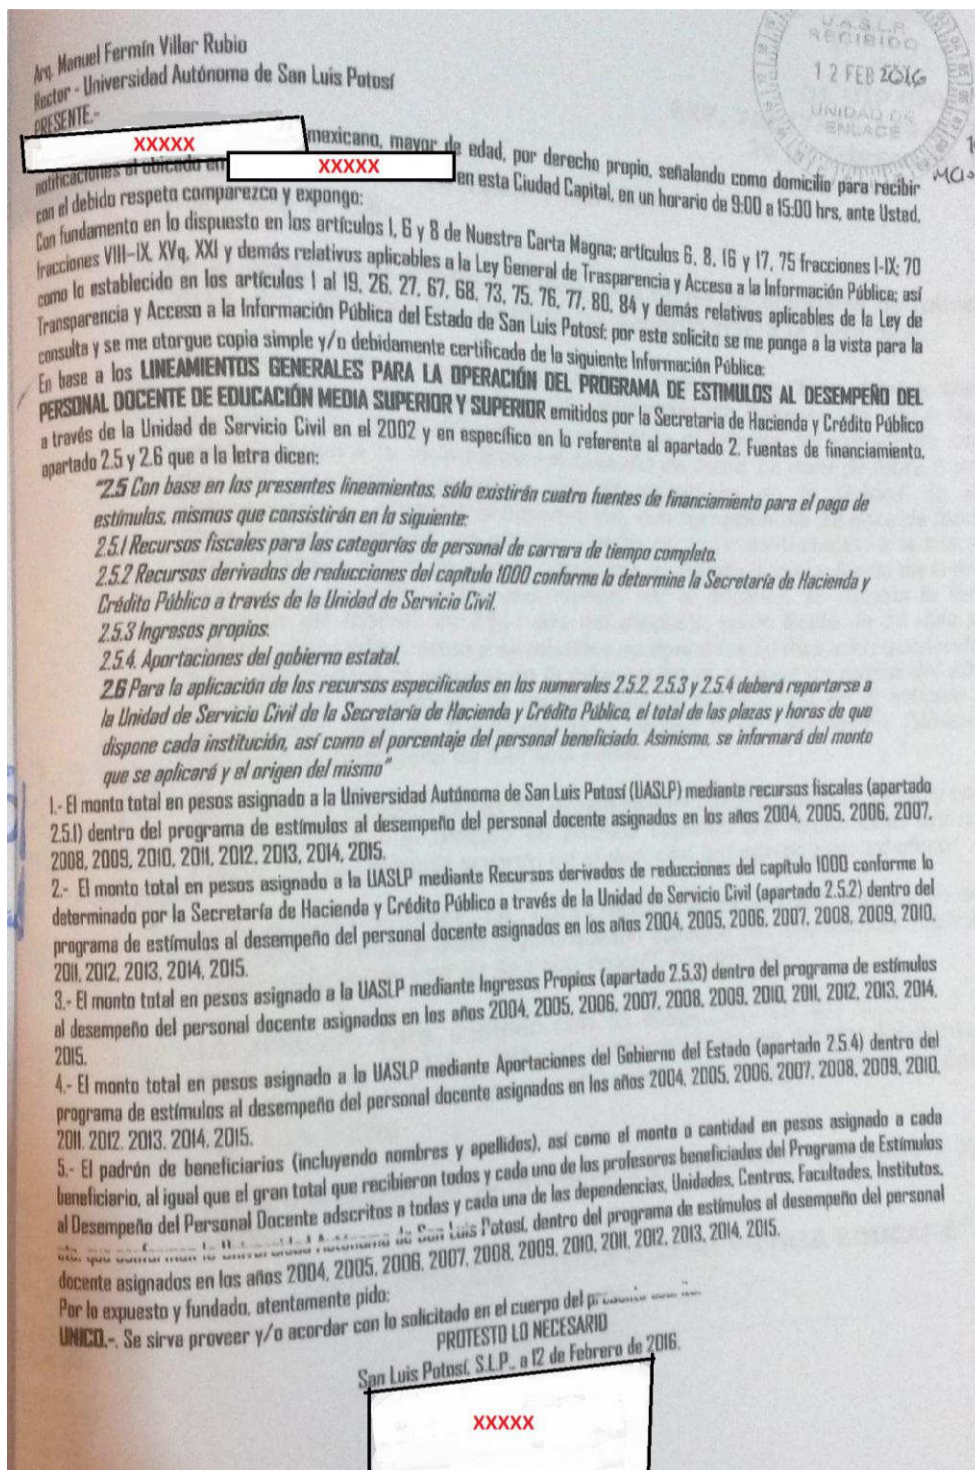 Arq. Manuel Fermín Villar Rubio
Rector - Universidad Autónoma de San Luis Potosí
PRESENTE.-
U.A.S.L.P.
RECIBIDO
12 FEB 2016
UNIDAD DE
ENLACE
XXXXX mexicano, mayor de edad, por derecho propio, señalando como domicilio para recibir
notificaciones el ubicado en XXXXX en esta Ciudad Capital, en un horario de 9:00 a 15:00 hrs, ante Usted,
con el debido respeto comparezco y expongo:
Con fundamento en lo dispuesto en los artículos 1, 6 y 8 de Nuestra Carta Magna; artículos 6, 8, 16 y 17, 75 fracciones I-IX; 70
fracciones VIII-IX, XVq, XXI y demás relativos aplicables a la Ley General de Trasparencia y Acceso a la Información Pública; así
como lo establecido en los artículos 1 al 19, 26, 27, 67, 68, 73, 75, 76, 77, 80, 84 y demás relativos aplicables de la Ley de
Transparencia y Acceso a la Información Pública del Estado de San Luis Potosí; por este solicito se me ponga a la vista para la
consulta y se me otorgue copia simple y/o debidamente certificada de la siguiente Información Pública:
En base a los LINEAMIENTOS GENERALES PARA LA OPERACIÓN DEL PROGRAMA DE ESTIMULOS AL DESEMPEÑO DEL
PERSONAL DOCENTE DE EDUCACIÓN MEDIA SUPERIOR Y SUPERIOR emitidos por la Secretaria de Hacienda y Crédito Público
a través de la Unidad de Servicio Civil en el 2002 y en específico en lo referente al apartado 2. Fuentes de financiamiento,
apartado 2.5 y 2.6 que a la letra dicen:
"2.5 Con base en los presentes lineamientos, sólo existirán cuatro fuentes de financiamiento para el pago de
estímulos, mismos que consistirán en lo siguiente:
2.5.1 Recursos fiscales para las categorías de personal de carrera de tiempo completo.
2.5.2 Recursos derivados de reducciones del capítulo 1000 conforme lo determine la Secretaría de Hacienda y
Crédito Público a través de la Unidad de Servicio Civil.
2.5.3 Ingresos propios.
2.5.4. Aportaciones del gobierno estatal.
2.6 Para la aplicación de los recursos especificados en los numerales 2.5.2, 2.5.3 y 2.5.4 deberá reportarse a
la Unidad de Servicio Civil de la Secretaría de Hacienda y Crédito Público, el total de las plazas y horas de que
dispone cada institución, así como el porcentaje del personal beneficiado. Asimismo, se informará del monto
que se aplicará y el origen del mismo"
1.- El monto total en pesos asignado a la Universidad Autónoma de San Luis Potosí (UASLP) mediante recursos fiscales (apartado
2.5.1) dentro del programa de estímulos al desempeño del personal docente asignados en los años 2004, 2005, 2006, 2007,
2008, 2009, 2010, 2011, 2012, 2013, 2014, 2015.
2.- El monto total en pesos asignado a la UASLP mediante Recursos derivados de reducciones del capítulo 1000 conforme lo
determinado por la Secretaría de Hacienda y Crédito Público a través de la Unidad de Servicio Civil (apartado 2.5.2) dentro del
programa de estímulos al desempeño del personal docente asignados en los años 2004, 2005, 2006, 2007, 2008, 2009, 2010,
2011, 2012, 2013, 2014, 2015.
3.- El monto total en pesos asignado a la UASLP mediante Ingresos Propios (apartado 2.5.3) dentro del programa de estímulos
al desempeño del personal docente asignados en los años 2004, 2005, 2006, 2007, 2008, 2009, 2010, 2011, 2012, 2013, 2014,
2015.
4.- El monto total en pesos asignado a la UASLP mediante Aportaciones del Gobierno del Estado (apartado 2.5.4) dentro del
programa de estímulos al desempeño del personal docente asignados en los años 2004, 2005, 2006, 2007, 2008, 2009, 2010,
2011, 2012, 2013, 2014, 2015.
5.- El padrón de beneficiarios (incluyendo nombres y apellidos), así como el monto o cantidad en pesos asignado a cada
beneficiario, al igual que el gran total que recibieron todos y cada uno de los profesores beneficiados del Programa de Estímulos
al Desempeño del Personal Docente adscritos a todas y cada una de las dependencias, Unidades, Centros, Facultades, Institutos,
etc. que conforman la Universidad Autónoma de San Luis Potosí, dentro del programa de estímulos al desempeño del personal
docente asignados en los años 2004, 2005, 2006, 2007, 2008, 2009, 2010, 2011, 2012, 2013, 2014, 2015.
Por lo expuesto y fundado, atentamente pido:
UNICO.-. Se sirva proveer y/o acordar con lo solicitado en el cuerpo del
PROTESTO LO NECESARIO
San Luis Potosí, S.L.P., a 12 de Febrero de 2016.
XXXXX